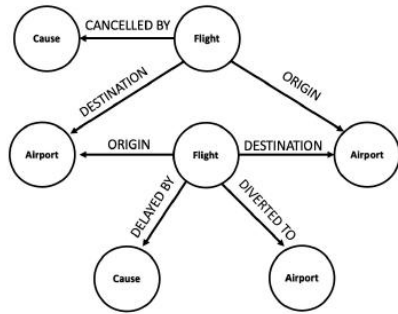 CANCELLED BY
Cause
Flight
DESTINATION
ORIGIN
Airport
ORIGIN
Flight
DESTINATION
Airport
DELAYED BY
DIVERTED TO
Cause
Airport